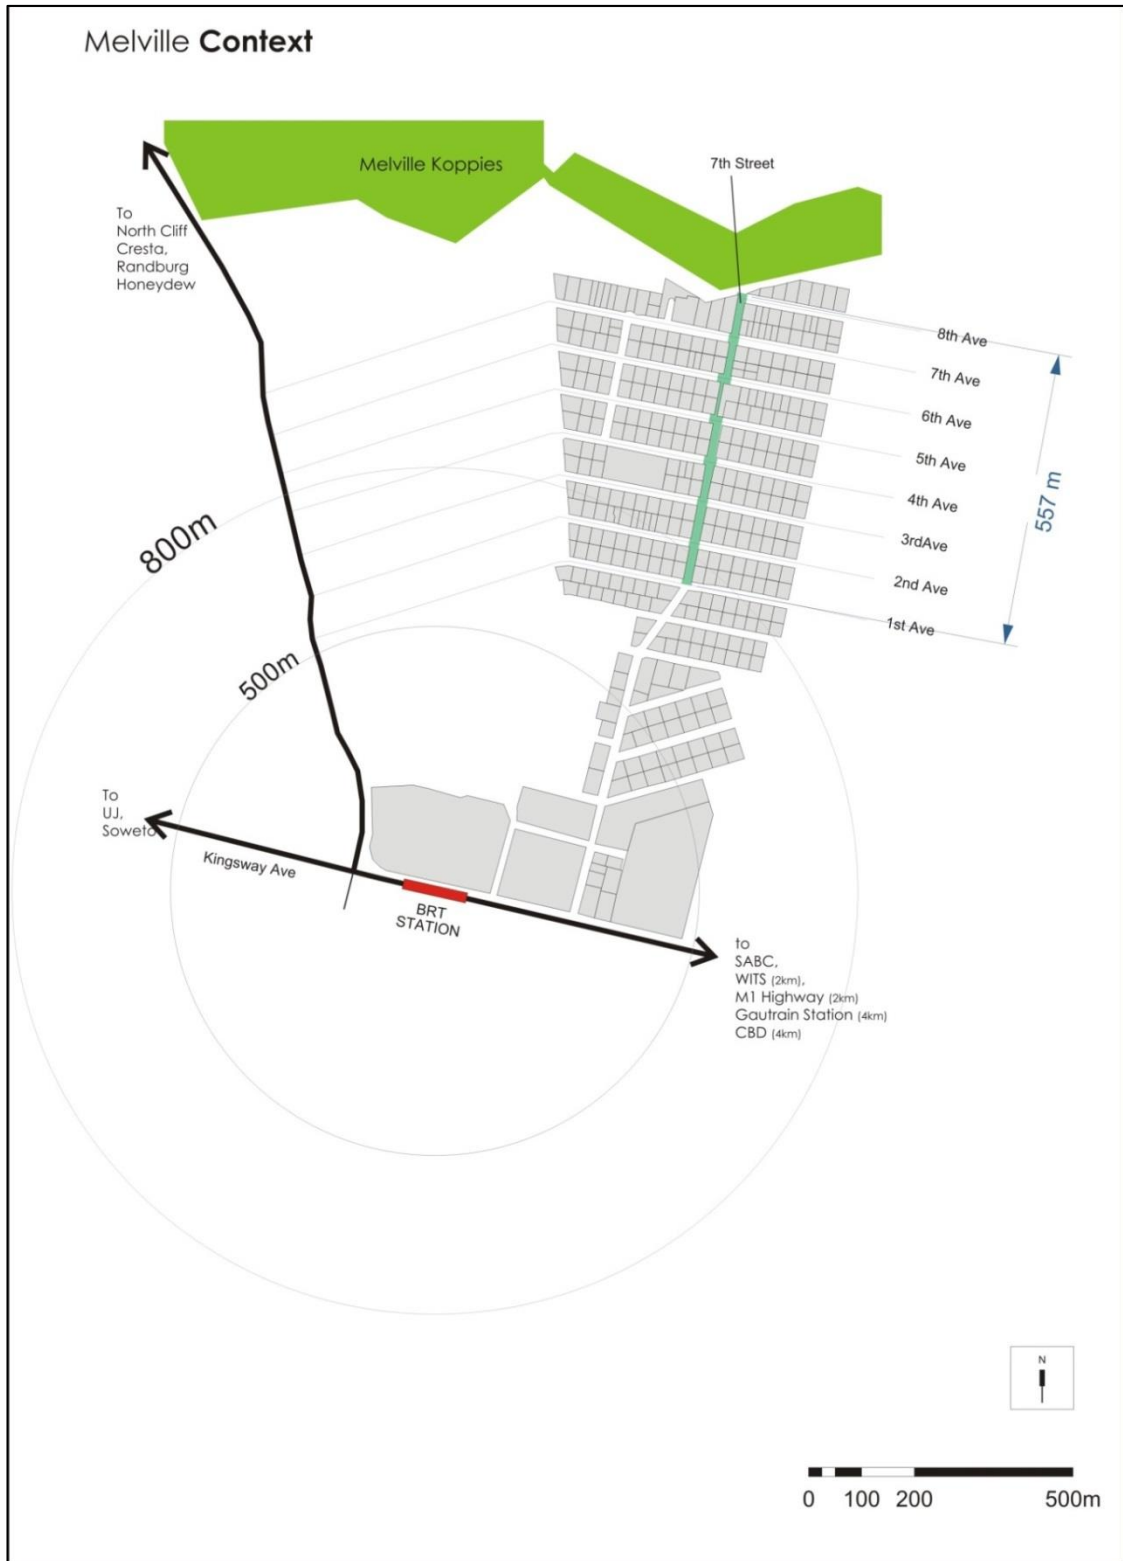 Melville Context
Melville Koppies
7th Street
To
North Cliff
Cresta,
Randburg
Honeydew
8th Ave
7th Ave
6th Ave
5th Ave
4th Ave
3rdAve
2nd Ave
1st Ave
557 m
800m
500m
To
UJ,
Soweto
Kingsway Ave
BRT
STATION
to
SABC,
WITS (2km),
M1 Highway (2km)
Gautrain Station (4km)
CBD (4km)
N
0 100 200 500m